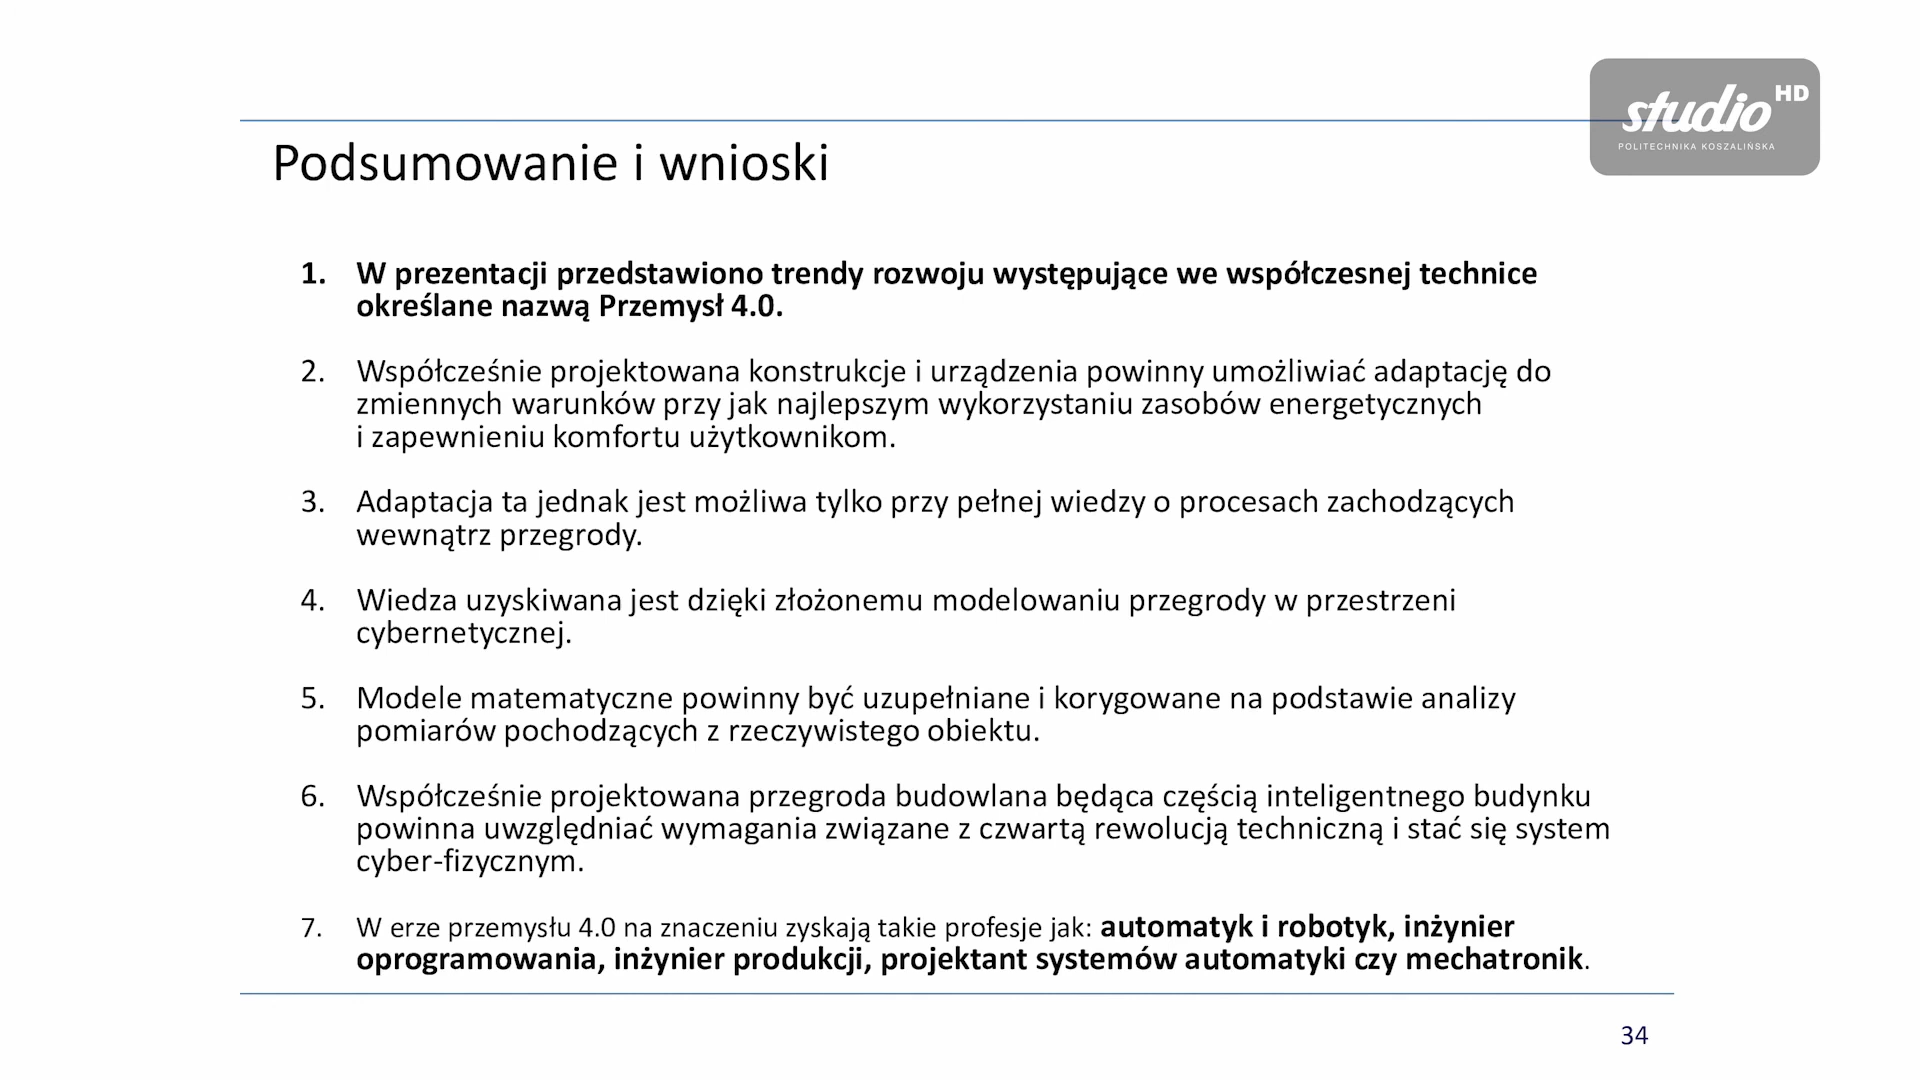 studio HD
POLITECHNIKA KOSZALIŃSKA
Podsumowanie i wnioski
1. W prezentacji przedstawiono trendy rozwoju występujące we współczesnej technice
określane nazwą Przemysł 4.0.
2. Współcześnie projektowana konstrukcje i urządzenia powinny umożliwiać adaptację do
zmiennych warunków przy jak najlepszym wykorzystaniu zasobów energetycznych
i zapewnieniu komfortu użytkownikom.
3. Adaptacja ta jednak jest możliwa tylko przy pełnej wiedzy o procesach zachodzących
wewnątrz przegrody.
4. Wiedza uzyskiwana jest dzięki złożonemu modelowaniu przegrody w przestrzeni
cybernetycznej.
5. Modele matematyczne powinny być uzupełniane i korygowane na podstawie analizy
pomiarów pochodzących z rzeczywistego obiektu.
6. Współcześnie projektowana przegroda budowlana będąca częścią inteligentnego budynku
powinna uwzględniać wymagania związane z czwartą rewolucją techniczną i stać się system
cyber-fizycznym.
7. W erze przemysłu 4.0 na znaczeniu zyskają takie profesje jak: automatyk i robotyk, inżynier
oprogramowania, inżynier produkcji, projektant systemów automatyki czy mechatronik.
34